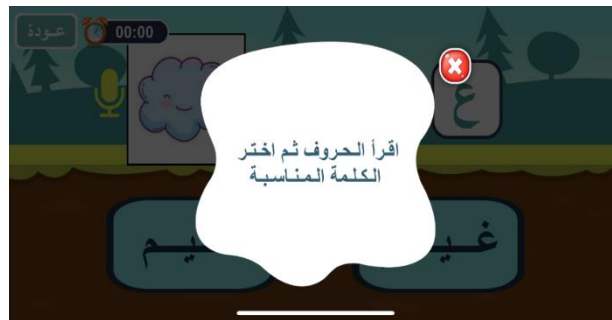 عودة
00:00
ع
اقرأ الحروف ثم اختر
الكلمة المناسبة